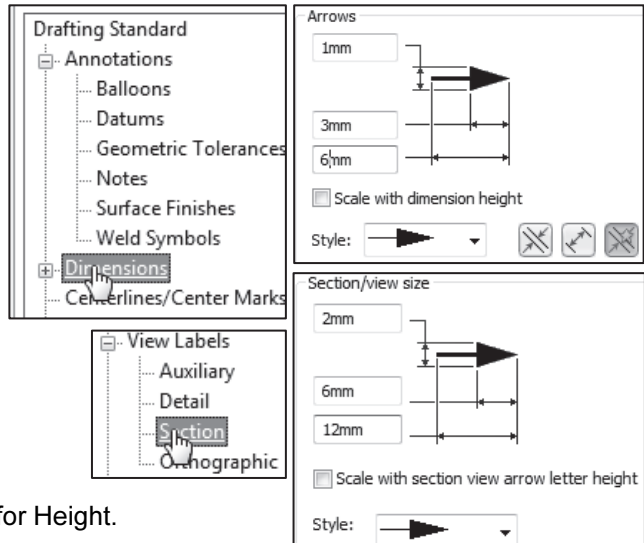 Drafting Standard
Annotations
Balloons
Datums
Geometric Tolerances
Notes
Surface Finishes
Weld Symbols
Dimensions
Centerlines/Center Marks
View Labels
Auxiliary
Detail
Section
Orthographic
for Height.
Arrows
1mm
3mm
6mm
Scale with dimension height
Style:
Section/view size
2mm
6mm
12mm
Scale with section view arrow letter height
Style: